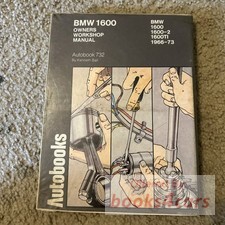 BMW 1600
OWNERS
WORKSHOP
MANUAL
Autobook 732
By Kenneth Ball
BMW
1600
1600-2
1600TI
1966-73
Autobooks
books4cars